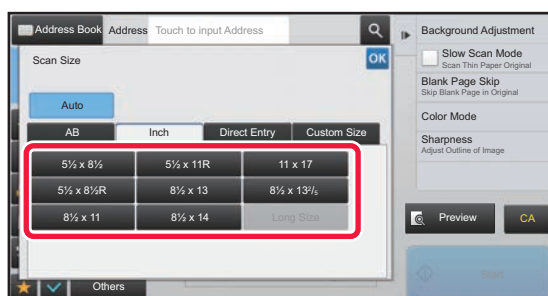 Address Book Address Touch to input Address
Scan Size OK
Auto
AB Inch Direct Entry Custom Size
5½ x 8½ 5½ x 11R 11 x 17
5½ x 8½R 8½ x 13 8½ x 13²/₅
8½ x 11 8½ x 14 Long Size
Others
Background Adjustment
Slow Scan Mode
Scan Thin Paper Original
Blank Page Skip
Skip Blank Page in Original
Color Mode
Sharpness
Adjust Outline of Image
Preview CA
Scan